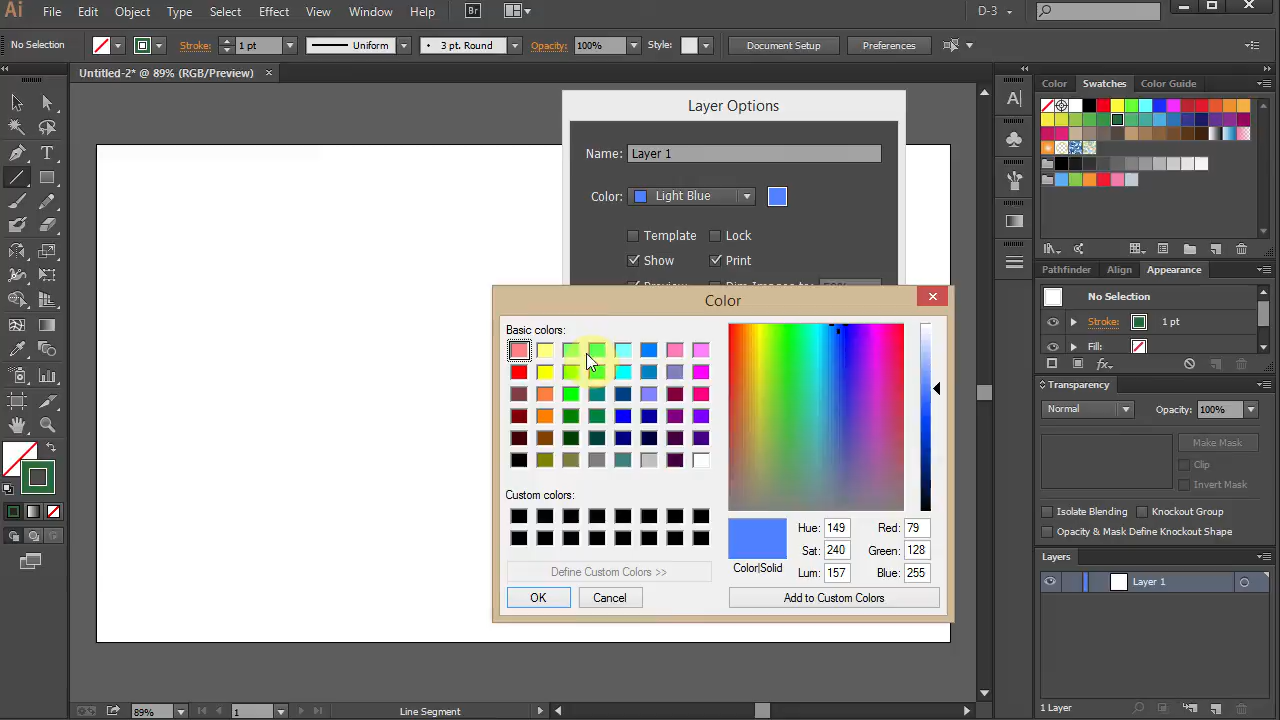 Ai File Edit Object Type Select Effect View Window Help Br D-3
No Selection Stroke: 1 pt Uniform 3 pt. Round Opacity: 100% Style: Document Setup Preferences
Untitled-2* @ 89% (RGB/Preview) ×
Color Swatches Color Guide
Layer Options
Name: Layer 1
Color: Light Blue
Template Lock
Show Print
Color
Basic colors:
Custom colors:
Define Custom Colors >>
OK Cancel
Hue: 149 Red: 79
Sat: 240 Green: 128
Color|Solid Lum: 157 Blue: 255
Add to Custom Colors
Pathfinder Align Appearance
No Selection
Stroke: 1 pt
Fill:
fx
Transparency
Normal Opacity: 100%
Make Mask
Clip
Invert Mask
Isolate Blending Knockout Group
Opacity & Mask Define Knockout Shape
Layers
Layer 1
1 Layer
89% 1 Line Segment